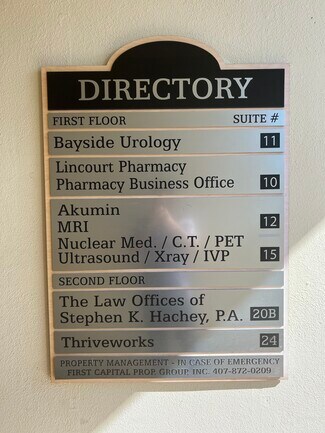 DIRECTORY
FIRST FLOOR SUITE #
Bayside Urology 11
Lincourt Pharmacy
Pharmacy Business Office 10
Akumin
MRI 12
Nuclear Med. / C.T. / PET
Ultrasound / Xray / IVP 15
SECOND FLOOR
The Law Offices of
Stephen K. Hachey, P.A. 20B
Thriveworks 24
PROPERTY MANAGEMENT - IN CASE OF EMERGENCY
FIRST CAPITAL PROP. GROUP, INC. 407-872-0209